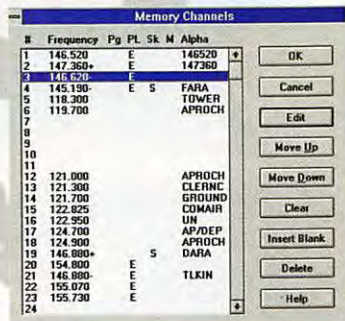 Memory Channels
# Frequency Pg PL Sk M Alpha
1 146.520 E 146520
2 147.360+ E 147360
3 146.620- E
4 145.190- E S FARA
5 118.300 TOWER
6 119.700 APROCH
7
8
9
10
11
12 121.000 APROCH
13 121.300 CLERNC
14 121.700 GROUND
15 122.825 COMAIR
16 122.950 UN
17 124.700 AP/DEP
18 124.900 APROCH
19 146.880+ S DARA
20 154.800 E
21 146.880- E TLKIN
22 155.070 E
23 155.730 E
24
OK
Cancel
Edit
Move Up
Move Down
Clear
Insert Blank
Delete
Help